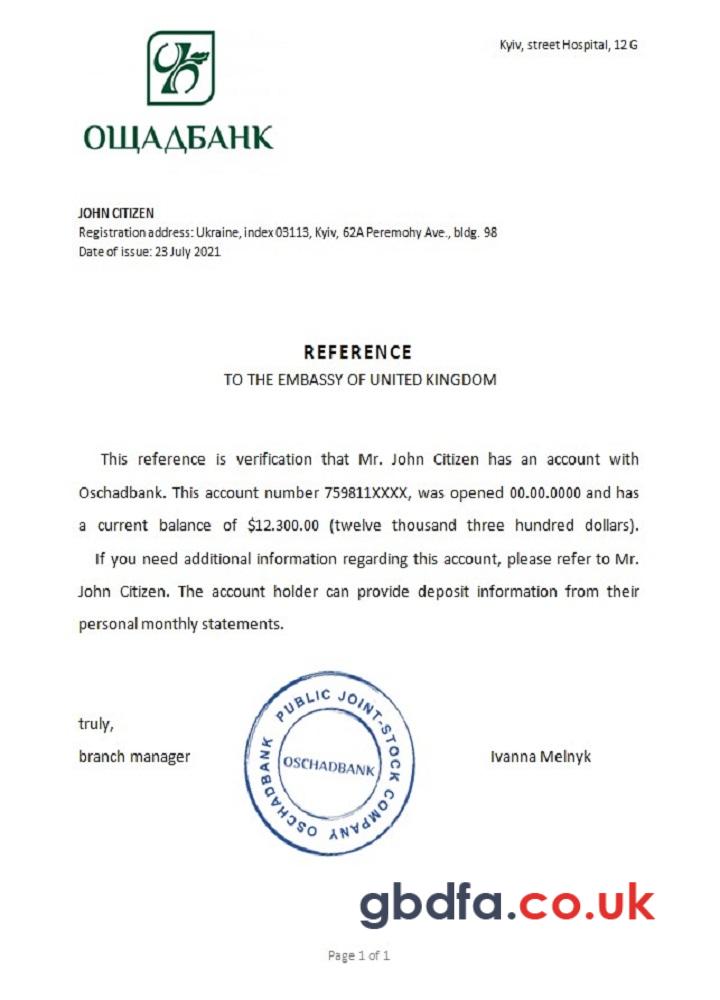 Kyiv, street Hospital, 12 G
ОЩАДБАНК
JOHN CITIZEN
Registration address: Ukraine, index 03113, Kyiv, 62A Peremohy Ave., bldg. 98
Date of issue: 23 July 2021
REFERENCE
TO THE EMBASSY OF UNITED KINGDOM
This reference is verification that Mr. John Citizen has an account with
Oschadbank. This account number 759811XXXX, was opened 00.00.0000 and has
a current balance of $12.300.00 (twelve thousand three hundred dollars).
If you need additional information regarding this account, please refer to Mr.
John Citizen. The account holder can provide deposit information from their
personal monthly statements.
truly,
branch manager
PUBLIC JOINT-STOCK COMPANY OSCHADBANK
OSCHADBANK
Ivanna Melnyk
gbdfa.co.uk
Page 1 of 1